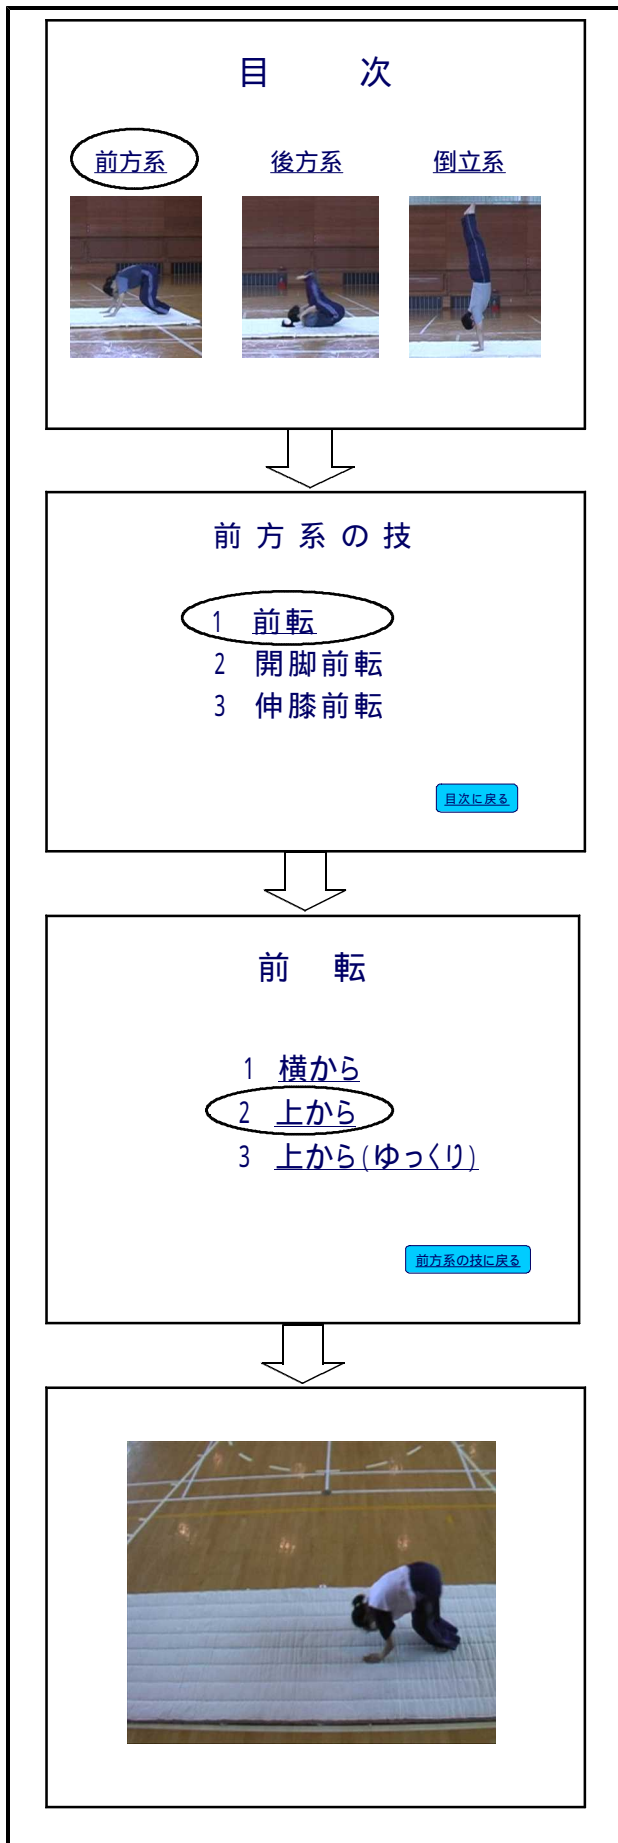 目　次
前方系　後方系　倒立系
前方系の技
1 前転
2 開脚前転
3 伸膝前転
目次に戻る
前　転
1 横から
2 上から
3 上から(ゆっくり)
前方系の技に戻る